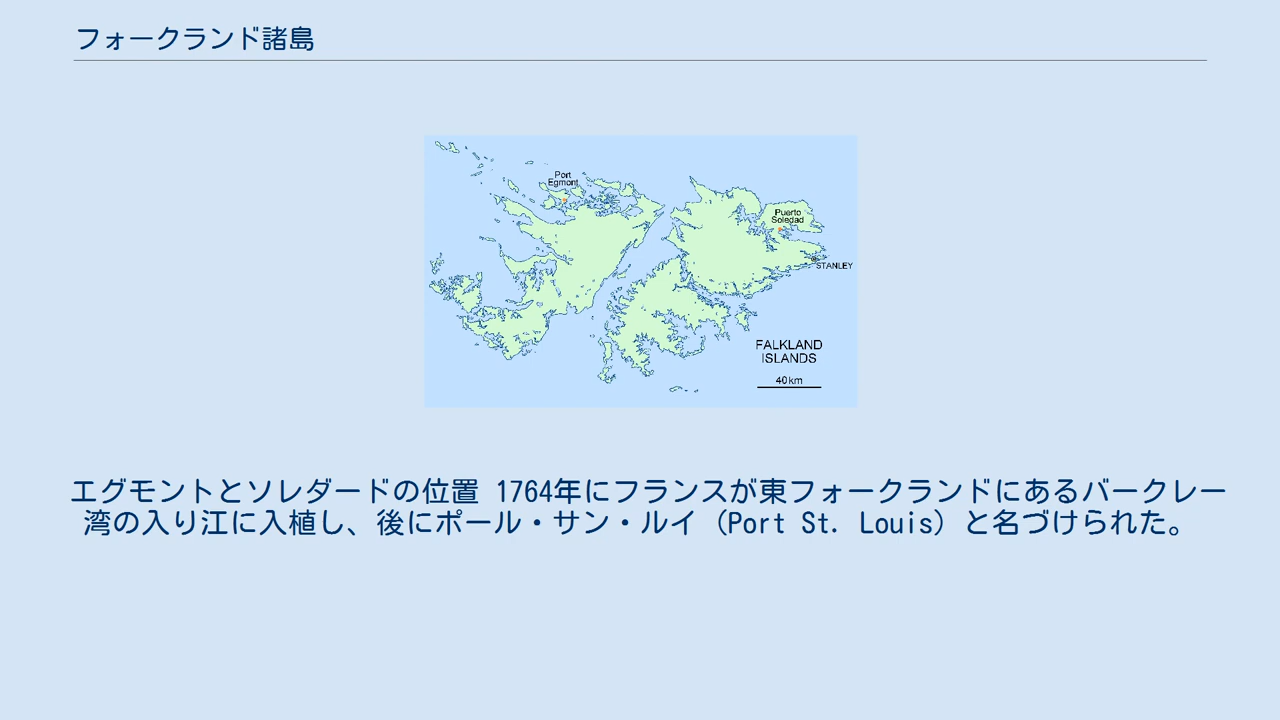 フォークランド諸島
Port
Egmont
Puerto
Soledad
STANLEY
FALKLAND
ISLANDS
40km
エグモントとソレダードの位置 1764年にフランスが東フォークランドにあるバークレー
湾の入り江に入植し、後にポール・サン・ルイ（Port St. Louis）と名づけられた。